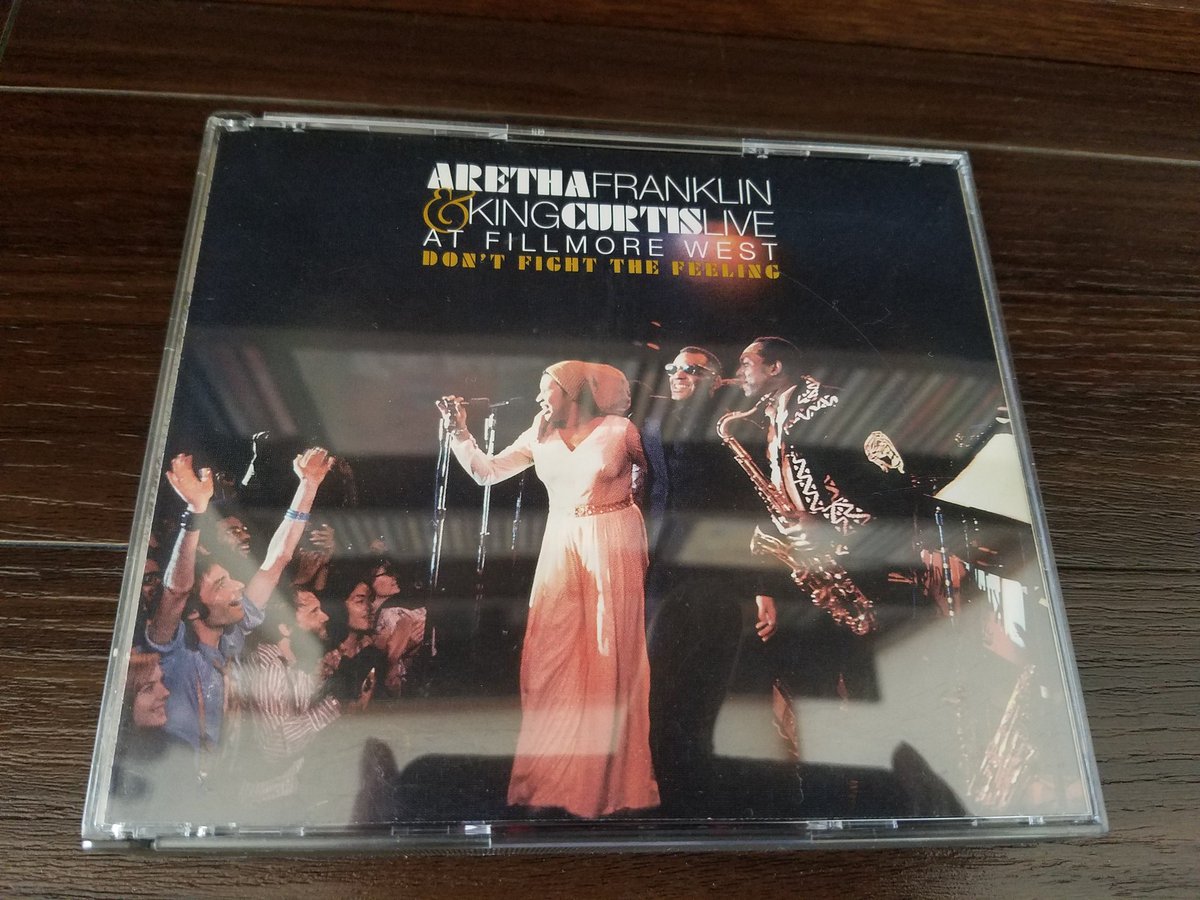 ARETHAFRANKLIN
&KINGCURTISLIVE
AT FILLMORE WEST
DON'T FIGHT THE FEELING